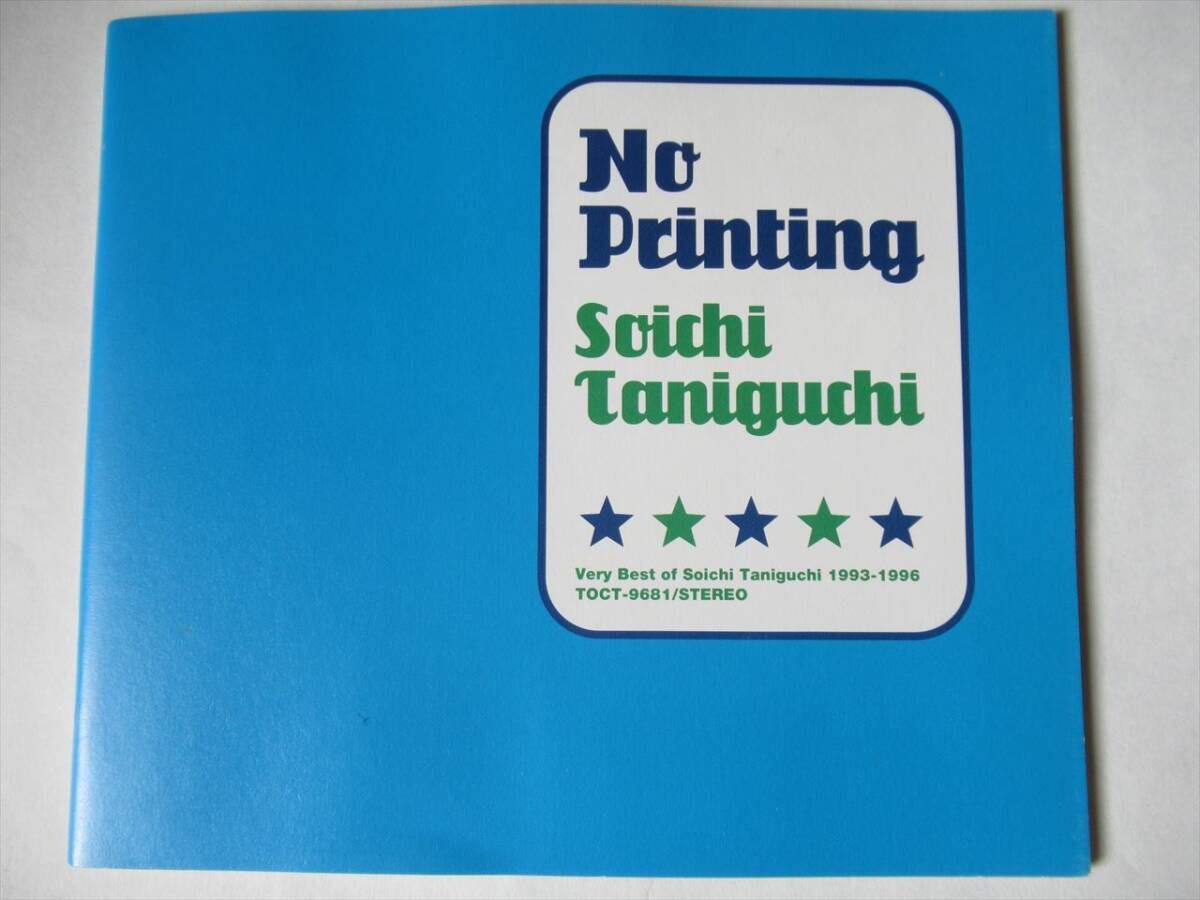 No
Printing
Soichi
Taniguchi
Very Best of Soichi Taniguchi 1993-1996
TOCT-9681/STEREO